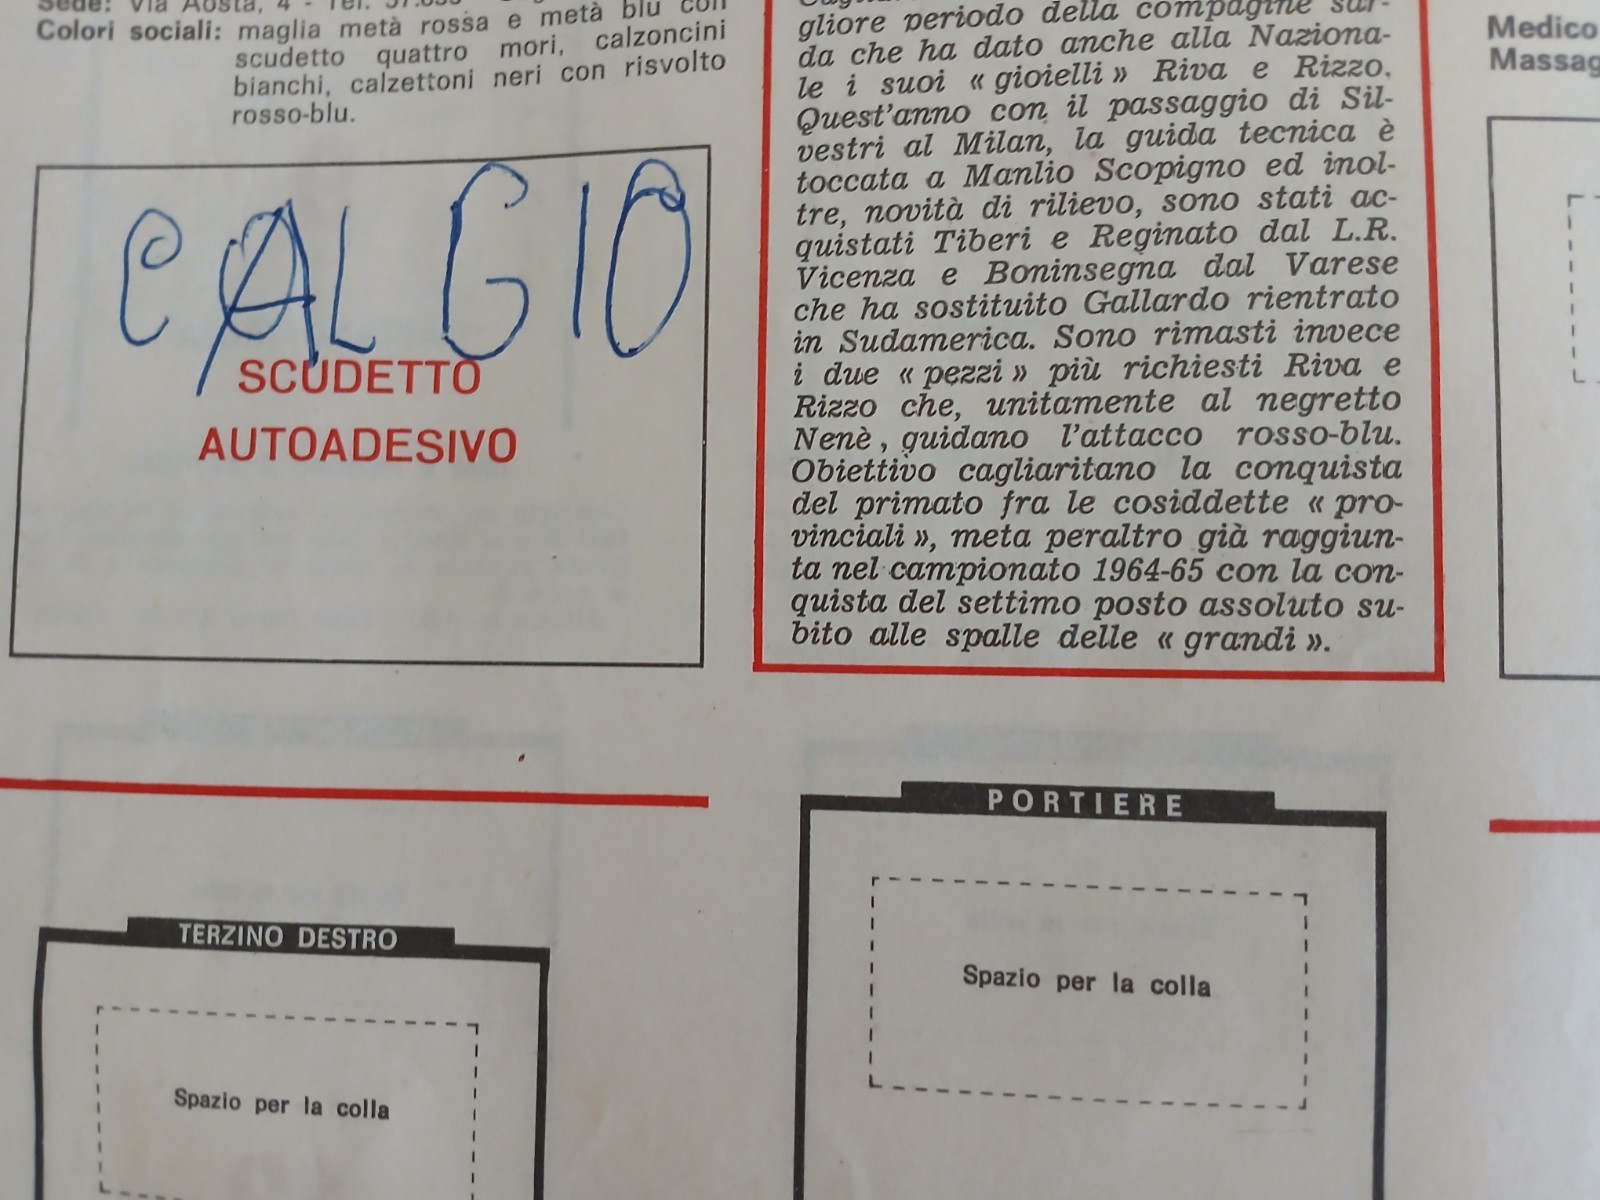 Sede: Via Aosta, 4 - Tel. 37.
Colori sociali: maglia metà rossa e metà blu con
scudetto quattro mori, calzoncini
bianchi, calzettoni neri con risvolto
rosso-blu.
CALGIO
SCUDETTO
AUTOADESIVO
gliore periodo della compagine sar-
da che ha dato anche alla Naziona-
le i suoi « gioielli » Riva e Rizzo.
Quest'anno con il passaggio di Sil-
vestri al Milan, la guida tecnica è
toccata a Manlio Scopigno ed inol-
tre, novità di rilievo, sono stati ac-
quistati Tiberi e Reginato dal L.R.
Vicenza e Boninsegna dal Varese
che ha sostituito Gallardo rientrato
in Sudamerica. Sono rimasti invece
i due « pezzi » più richiesti Riva e
Rizzo che, unitamente al negretto
Nenè, guidano l'attacco rosso-blu.
Obiettivo cagliaritano la conquista
del primato fra le cosiddette « pro-
vinciali », meta peraltro già raggiun-
ta nel campionato 1964-65 con la con-
quista del settimo posto assoluto su-
bito alle spalle delle « grandi ».
Medico
Massag
PORTIERE
Spazio per la colla
TERZINO DESTRO
Spazio per la colla